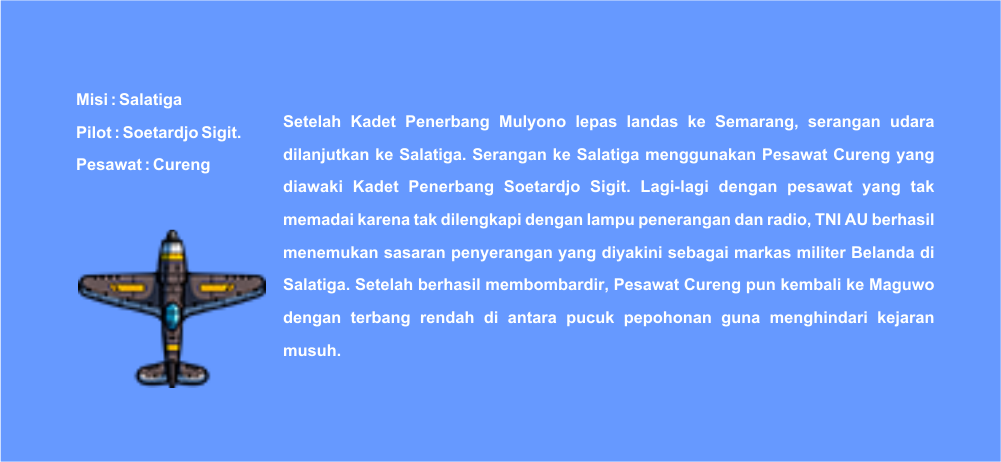 Misi : Salatiga
Pilot : Soetardjo Sigit.
Pesawat : Cureng
Setelah Kadet Penerbang Mulyono lepas landas ke Semarang, serangan udara
dilanjutkan ke Salatiga. Serangan ke Salatiga menggunakan Pesawat Cureng yang
diawaki Kadet Penerbang Soetardjo Sigit. Lagi-lagi dengan pesawat yang tak
memadai karena tak dilengkapi dengan lampu penerangan dan radio, TNI AU berhasil
menemukan sasaran penyerangan yang diyakini sebagai markas militer Belanda di
Salatiga. Setelah berhasil membombardir, Pesawat Cureng pun kembali ke Maguwo
dengan terbang rendah di antara pucuk pepohonan guna menghindari kejaran
musuh.